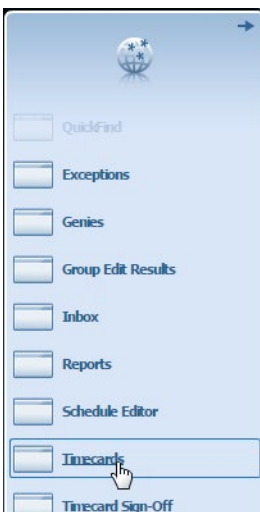 QuickFind
Exceptions
Genies
Group Edit Results
Inbox
Reports
Schedule Editor
Timecards
Timecard Sign-Off